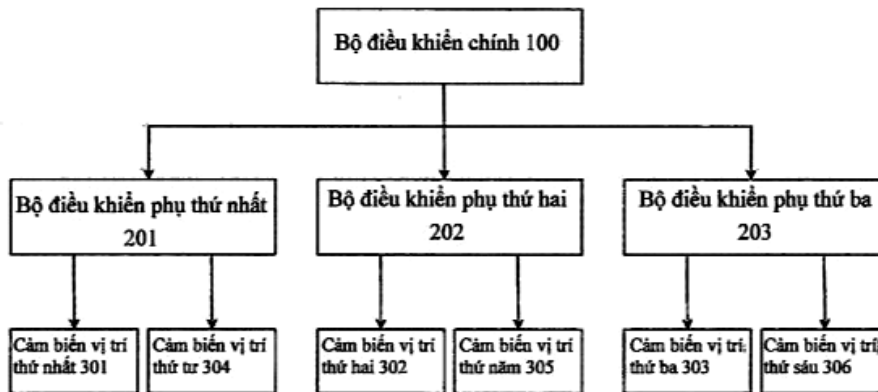 Bộ điều khiển chính 100
Bộ điều khiển phụ thứ nhất
201
Bộ điều khiển phụ thứ hai
202
Bộ điều khiển phụ thứ ba
203
Cảm biến vị trí
thứ nhất 301
Cảm biến vị trí
thứ tư 304
Cảm biến vị trí
thứ hai 302
Cảm biến vị trí
thứ năm 305
Cảm biến vị trí
thứ ba 303
Cảm biến vị trí
thứ sáu 306